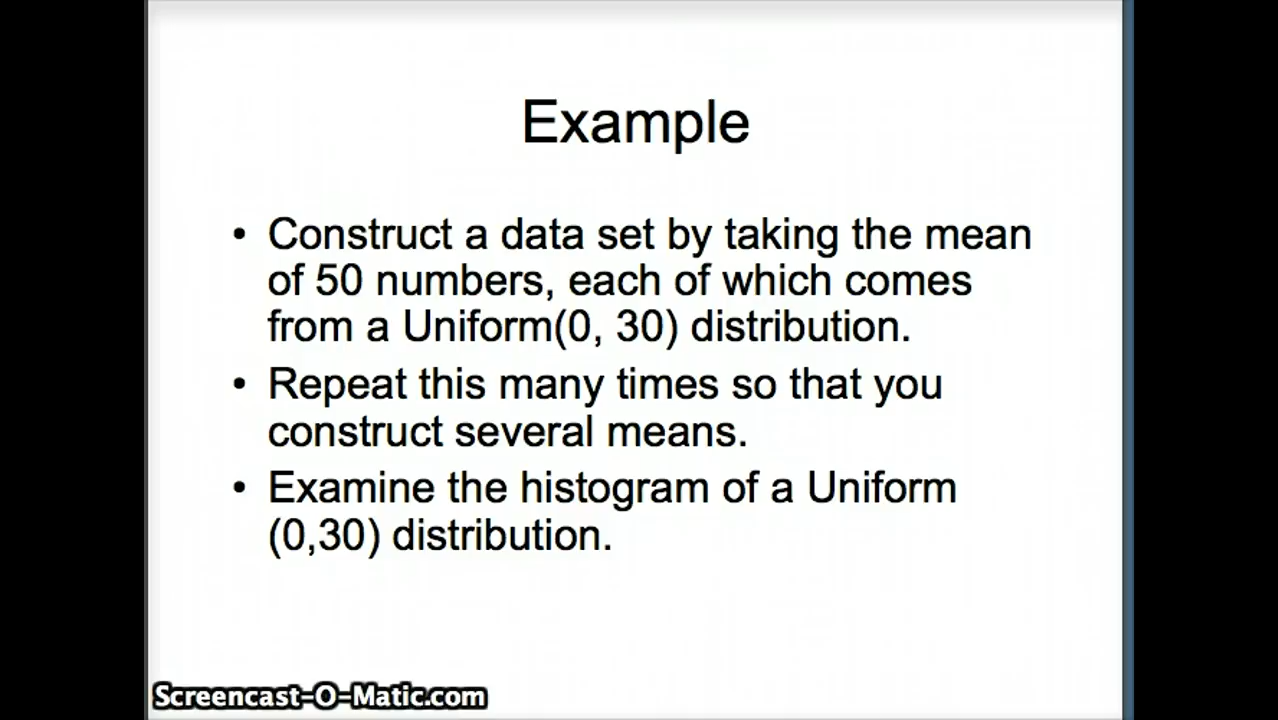 Example
• Construct a data set by taking the mean
of 50 numbers, each of which comes
from a Uniform(0, 30) distribution.
• Repeat this many times so that you
construct several means.
• Examine the histogram of a Uniform
(0,30) distribution.
Screencast-O-Matic.com